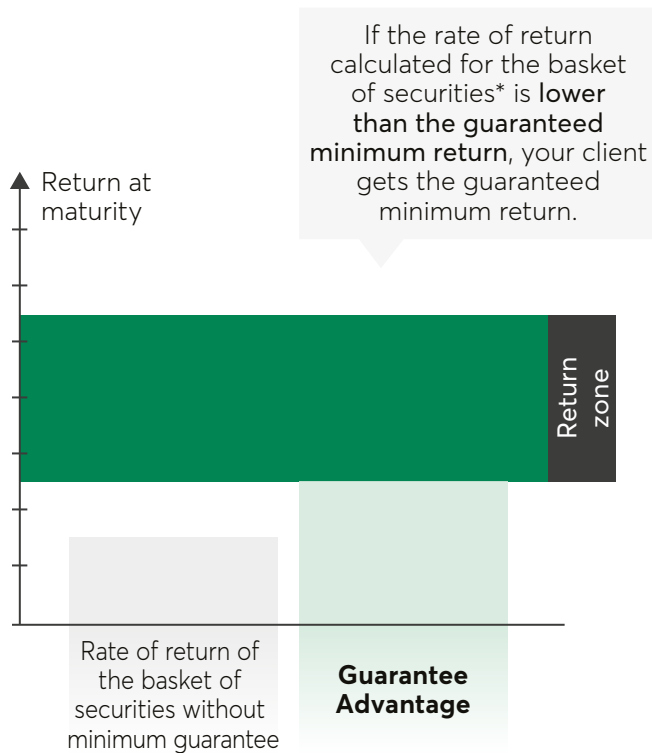 If the rate of return
calculated for the basket
of securities* is lower
than the guaranteed
minimum return, your client
gets the guaranteed
minimum return.
Return at
maturity
Return
zone
Rate of return of
the basket of
securities without
minimum guarantee
Guarantee
Advantage